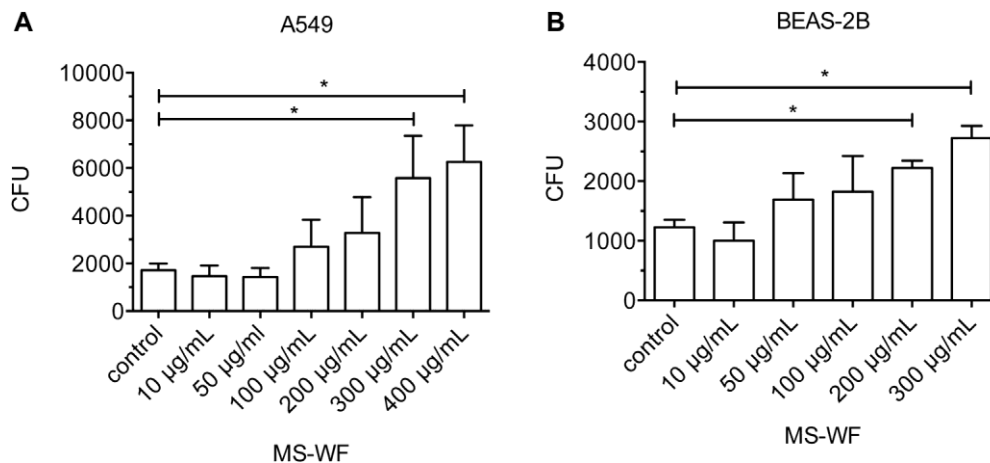 A
A549
10000
8000
6000
4000
2000
0
CFU
*
*
control
10 µg/mL
50 µg/ml
100 µg/mL
200 µg/mL
300 µg/mL
400 µg/mL
MS-WF
B
BEAS-2B
4000
3000
2000
1000
0
CFU
*
*
control
10 µg/mL
50 µg/mL
100 µg/mL
200 µg/mL
300 µg/mL
MS-WF